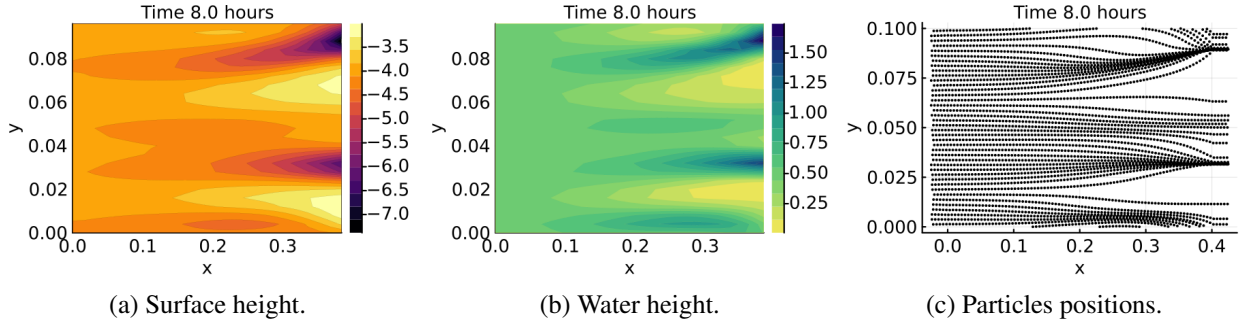 Time 8.0 hours
y
0.08
0.06
0.04
0.02
0.00
0.0 0.1 0.2 0.3
x
−3.5
−4.0
−4.5
−5.0
−5.5
−6.0
−6.5
−7.0
(a) Surface height.
Time 8.0 hours
y
0.08
0.06
0.04
0.02
0.00
0.0 0.1 0.2 0.3
x
1.50
1.25
1.00
0.75
0.50
0.25
(b) Water height.
Time 8.0 hours
y
0.100
0.075
0.050
0.025
0.000
0.0 0.1 0.2 0.3 0.4
x
(c) Particles positions.